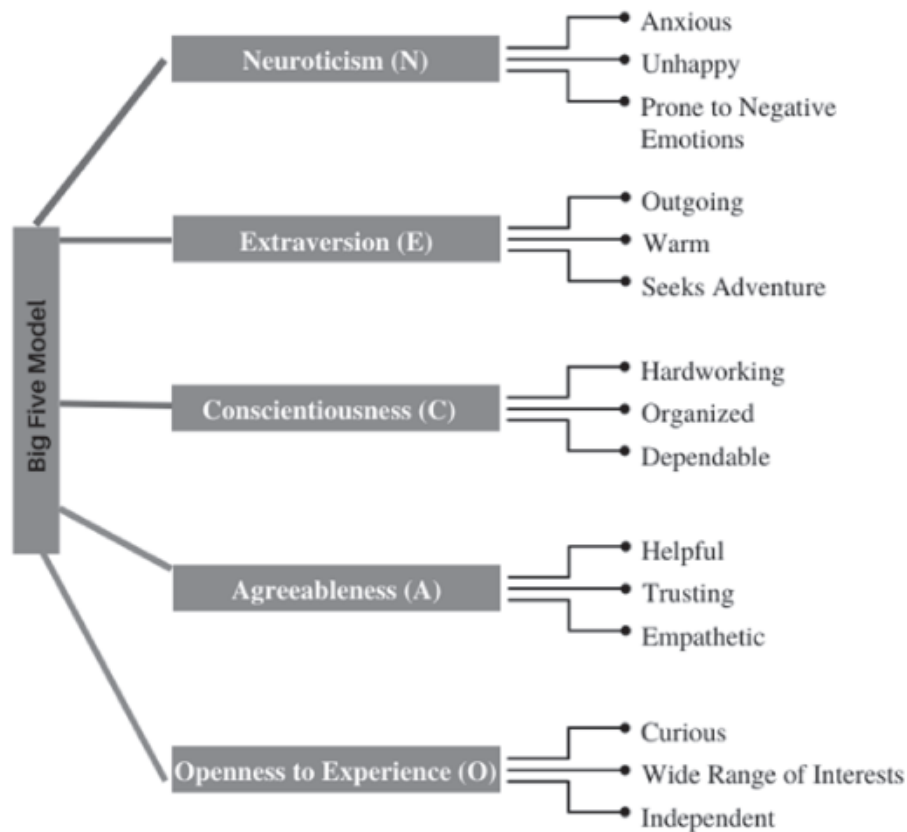 Big Five Model
Neuroticism (N)
Anxious
Unhappy
Prone to Negative
Emotions
Extraversion (E)
Outgoing
Warm
Seeks Adventure
Conscientiousness (C)
Hardworking
Organized
Dependable
Agreeableness (A)
Helpful
Trusting
Empathetic
Openness to Experience (O)
Curious
Wide Range of Interests
Independent